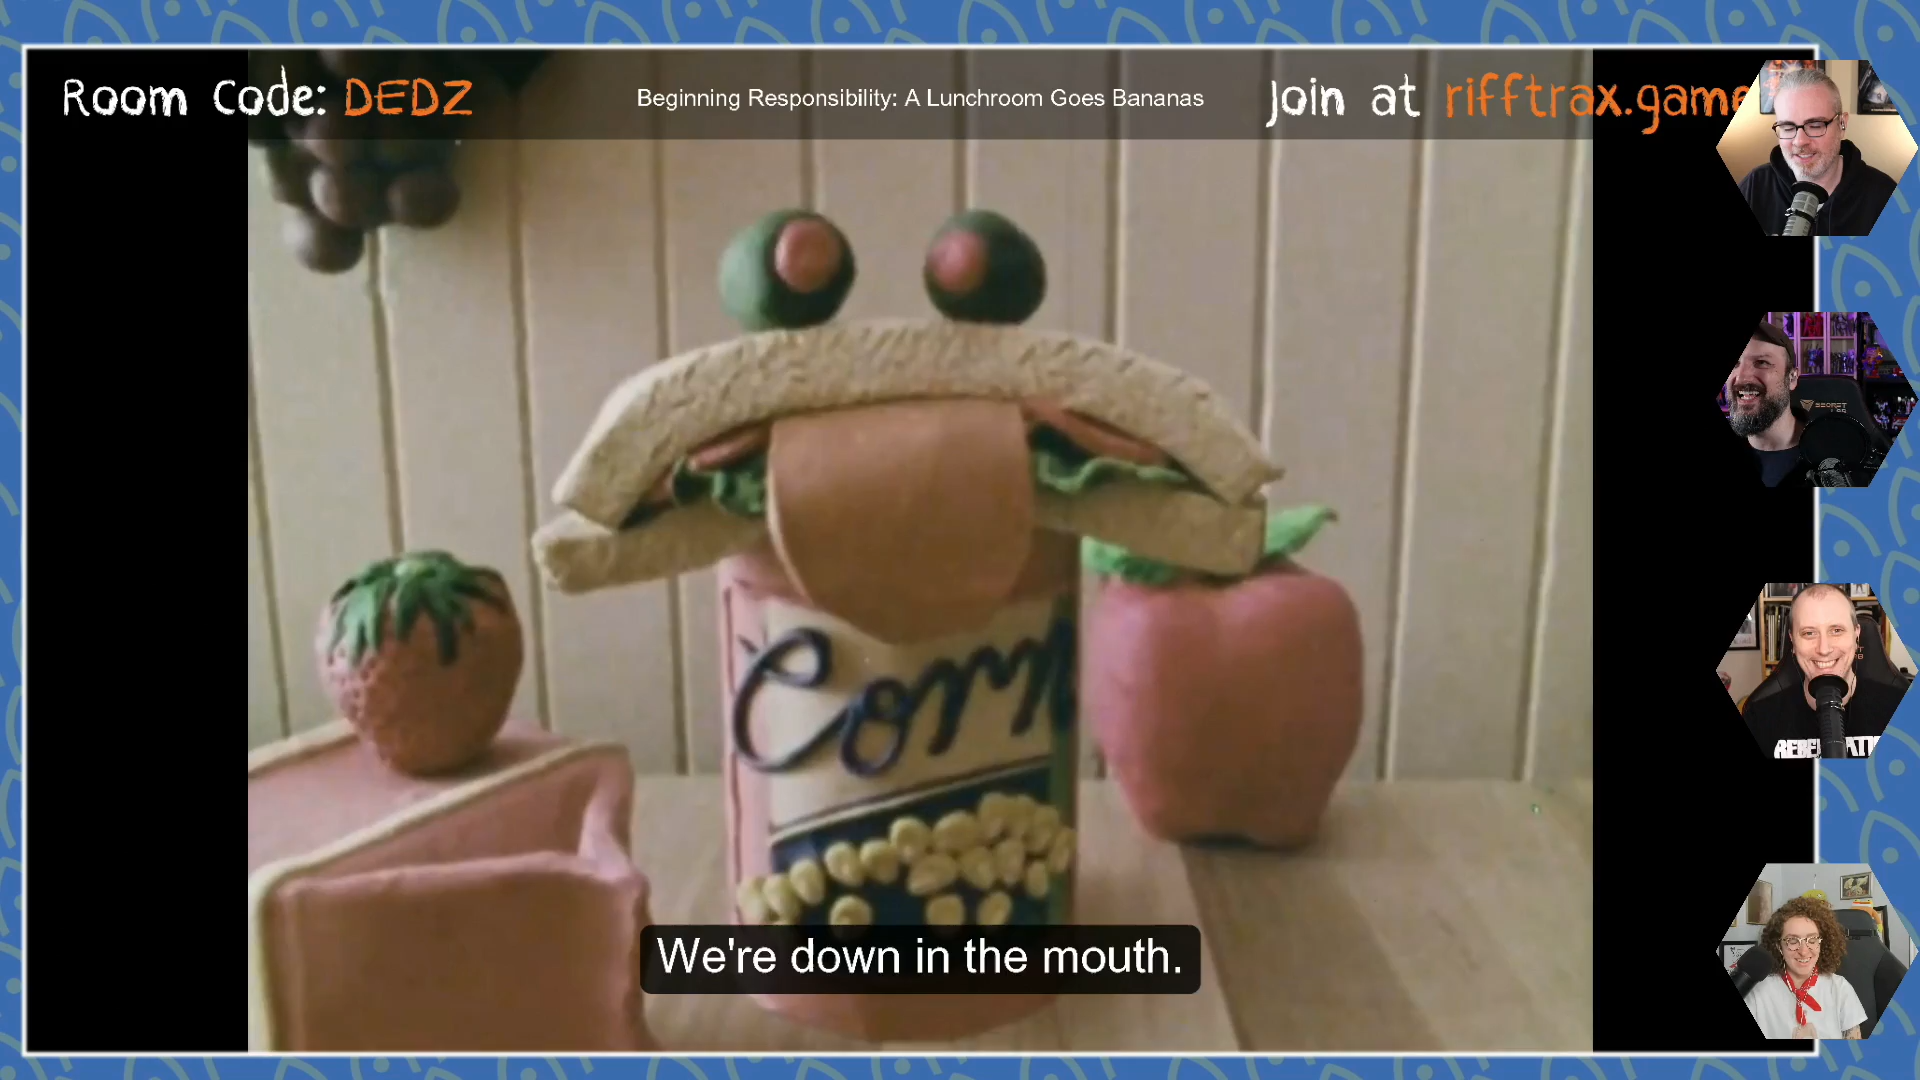 Room Code: DEDZ
Beginning Responsibility: A Lunchroom Goes Bananas
Join at rifftrax.game
Corn
We're down in the mouth.